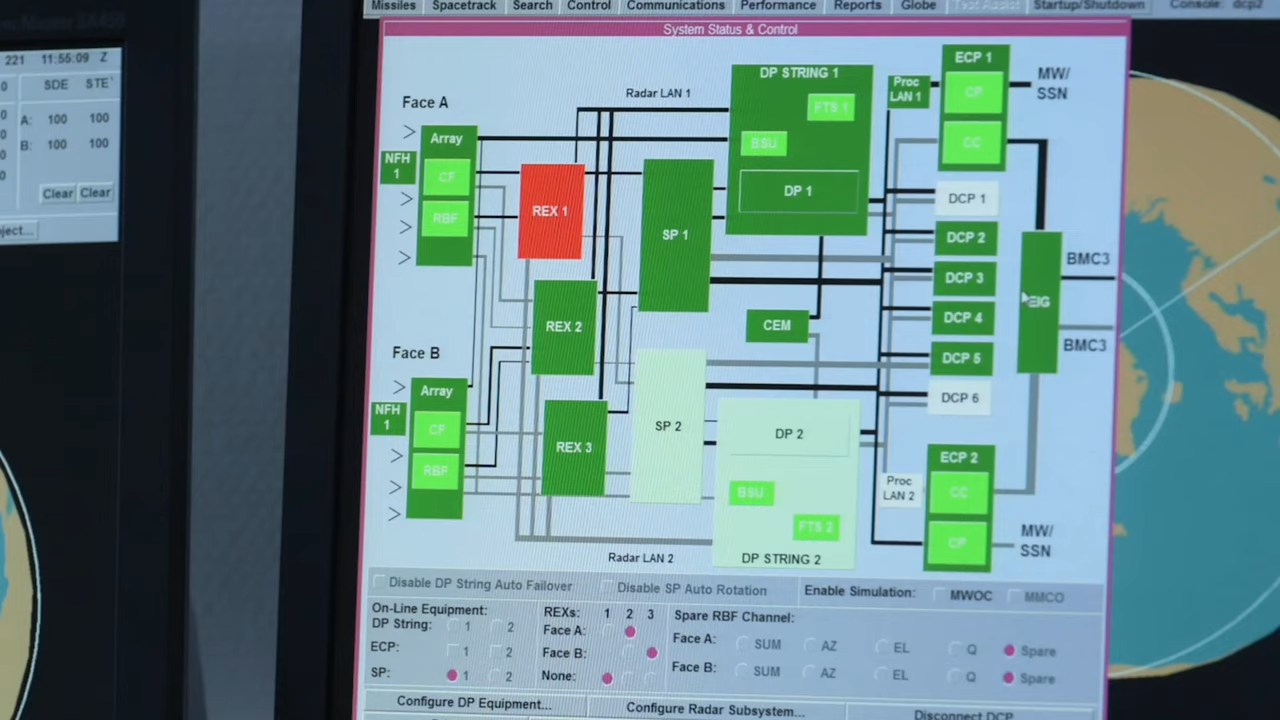 Missiles Spacetrack Search Control Communications Performance Reports Globe Test Assist Startup/Shutdown Console: dcp2
System Status & Control
221 11:55:09 Z
SDE STE
A: 100 100
B: 100 100
Clear Clear
ject...
Face A
Radar LAN 1
Array
NFH 1
CF
RBF
REX 1
REX 2
REX 3
Face B
Array
NFH 1
CF
RBF
Radar LAN 2
SP 1
SP 2
DP STRING 1
FTS 1
BSU
DP 1
CEM
DP 2
BSU
FTS 2
DP STRING 2
Proc LAN 1
ECP 1
CP
CC
MW/
SSN
DCP 1
DCP 2
DCP 3
DCP 4
DCP 5
DCP 6
EIG
BMC3
BMC3
Proc LAN 2
ECP 2
CC
CP
MW/
SSN
Disable DP String Auto Failover Disable SP Auto Rotation Enable Simulation: MWOC MMCO
On-Line Equipment: REXs: 1 2 3 Spare RBF Channel:
DP String: 1 2 Face A: Face A: SUM AZ EL Q Spare
ECP: 1 2 Face B: Face B: SUM AZ EL Q Spare
SP: 1 2 None:
Configure DP Equipment... Configure Radar Subsystem... Disconnect DCP